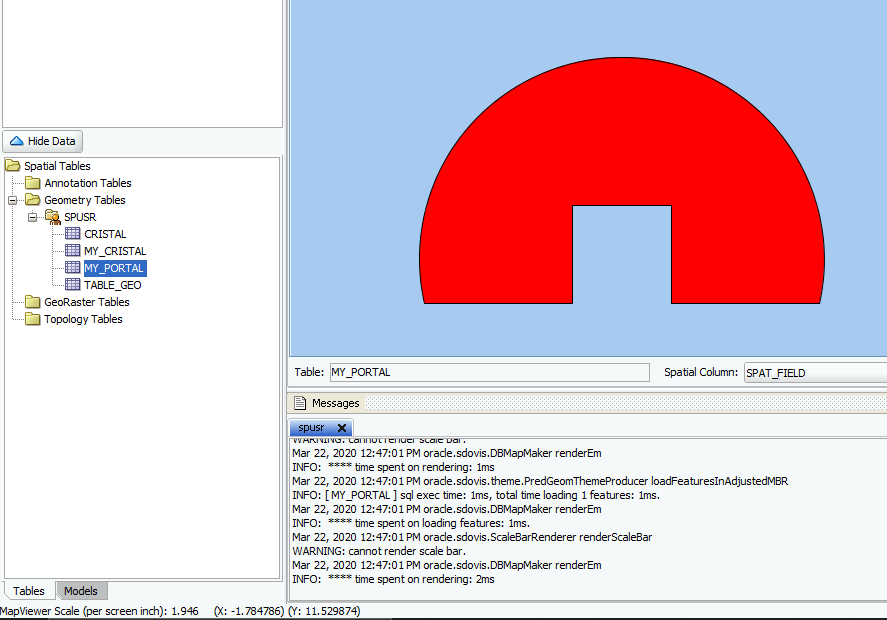 Hide Data
Spatial Tables
Annotation Tables
Geometry Tables
SPUSR
CRISTAL
MY_CRISTAL
MY_PORTAL
TABLE_GEO
GeoRaster Tables
Topology Tables
Tables
Models
Table: MY_PORTAL Spatial Column: SPAT_FIELD
Messages
spusr
WARNING: cannot render scale bar.
Mar 22, 2020 12:47:01 PM oracle.sdovis.DBMapMaker renderEm
INFO: **** time spent on rendering: 1ms
Mar 22, 2020 12:47:01 PM oracle.sdovis.theme.PredGeomThemeProducer loadFeaturesInAdjustedMBR
INFO: [ MY_PORTAL ] sql exec time: 1ms, total time loading 1 features: 1ms.
Mar 22, 2020 12:47:01 PM oracle.sdovis.DBMapMaker renderEm
INFO: **** time spent on loading features: 1ms.
Mar 22, 2020 12:47:01 PM oracle.sdovis.ScaleBarRenderer renderScaleBar
WARNING: cannot render scale bar.
Mar 22, 2020 12:47:01 PM oracle.sdovis.DBMapMaker renderEm
INFO: **** time spent on rendering: 2ms
MapViewer Scale (per screen inch): 1.946 (X: -1.784786) (Y: 11.529874)